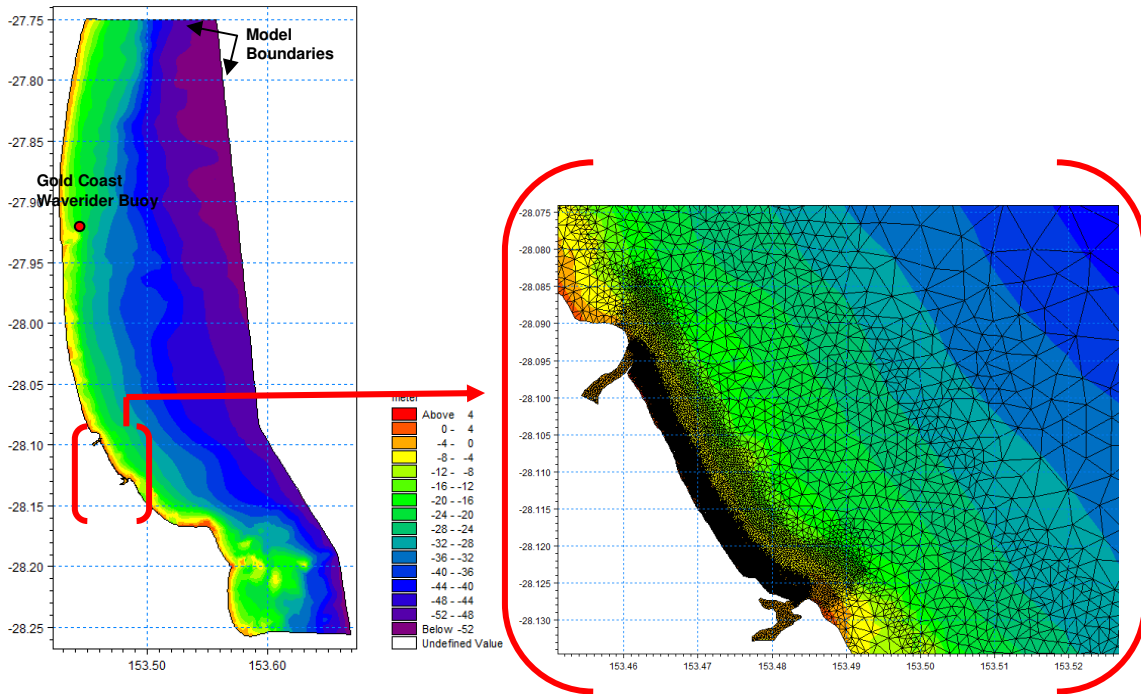 -27.75
-27.80
-27.85
-27.90
-27.95
-28.00
-28.05
-28.10
-28.15
-28.20
-28.25
153.50
153.60
Model
Boundaries
Gold Coast
Waverider Buoy
meter
Above 4
0 - 4
-4 - 0
-8 - -4
-12 - -8
-16 - -12
-20 - -16
-24 - -20
-28 - -24
-32 - -28
-36 - -32
-40 - -36
-44 - -40
-48 - -44
-52 - -48
Below -52
Undefined Value
-28.075
-28.080
-28.085
-28.090
-28.095
-28.100
-28.105
-28.110
-28.115
-28.120
-28.125
-28.130
153.46
153.47
153.48
153.49
153.50
153.51
153.52